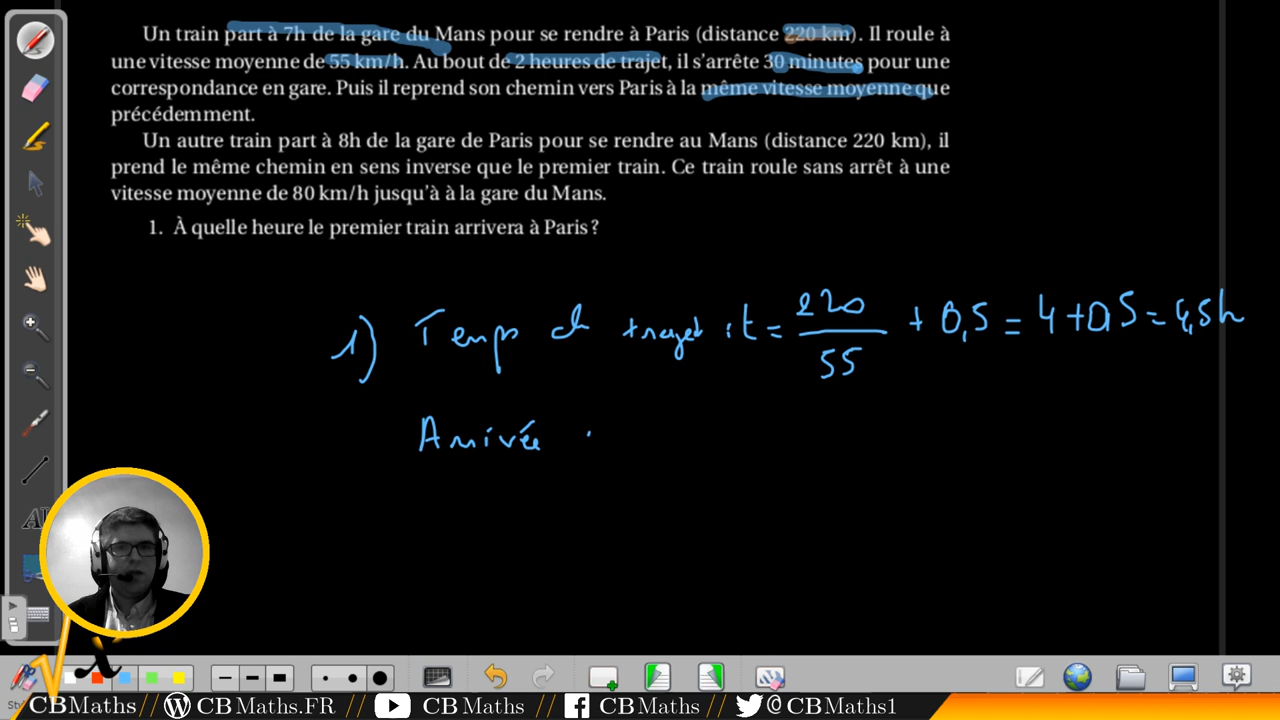 Un train part à 7h de la gare du Mans pour se rendre à Paris (distance 220 km). Il roule à
une vitesse moyenne de 55 km/h. Au bout de 2 heures de trajet, il s'arrête 30 minutes pour une
correspondance en gare. Puis il reprend son chemin vers Paris à la même vitesse moyenne que
précédemment.
Un autre train part à 8h de la gare de Paris pour se rendre au Mans (distance 220 km), il
prend le même chemin en sens inverse que le premier train. Ce train roule sans arrêt à une
vitesse moyenne de 80 km/h jusqu'à à la gare du Mans.
1. À quelle heure le premier train arrivera à Paris ?
1) Temps de trajet : t = 220/55 + 0,5 = 4 + 0,5 = 4,5h
Arrivée
CBMaths CBMaths.FR CBMaths CBMaths @CBMaths1